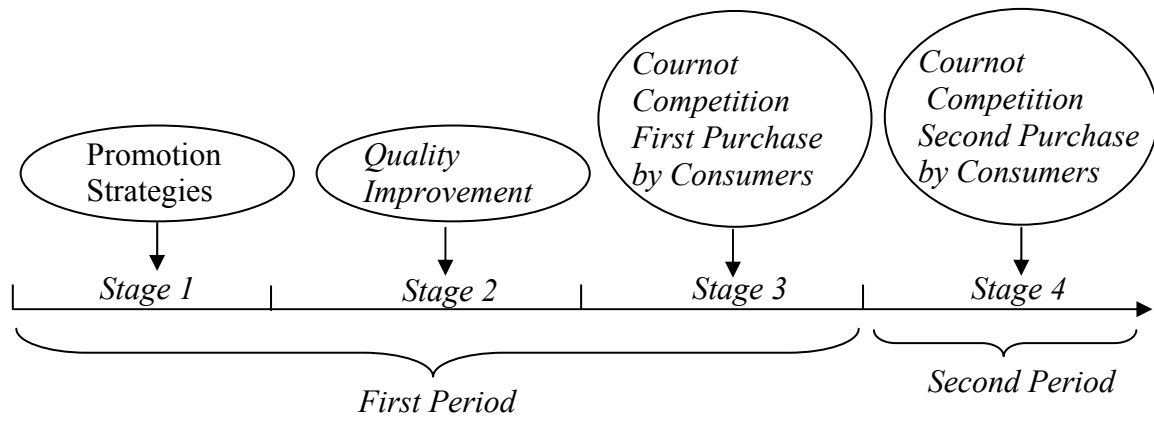 Promotion
Strategies
Quality
Improvement
Cournot
Competition
First Purchase
by Consumers
Cournot
Competition
Second Purchase
by Consumers
Stage 1
Stage 2
Stage 3
Stage 4
First Period
Second Period